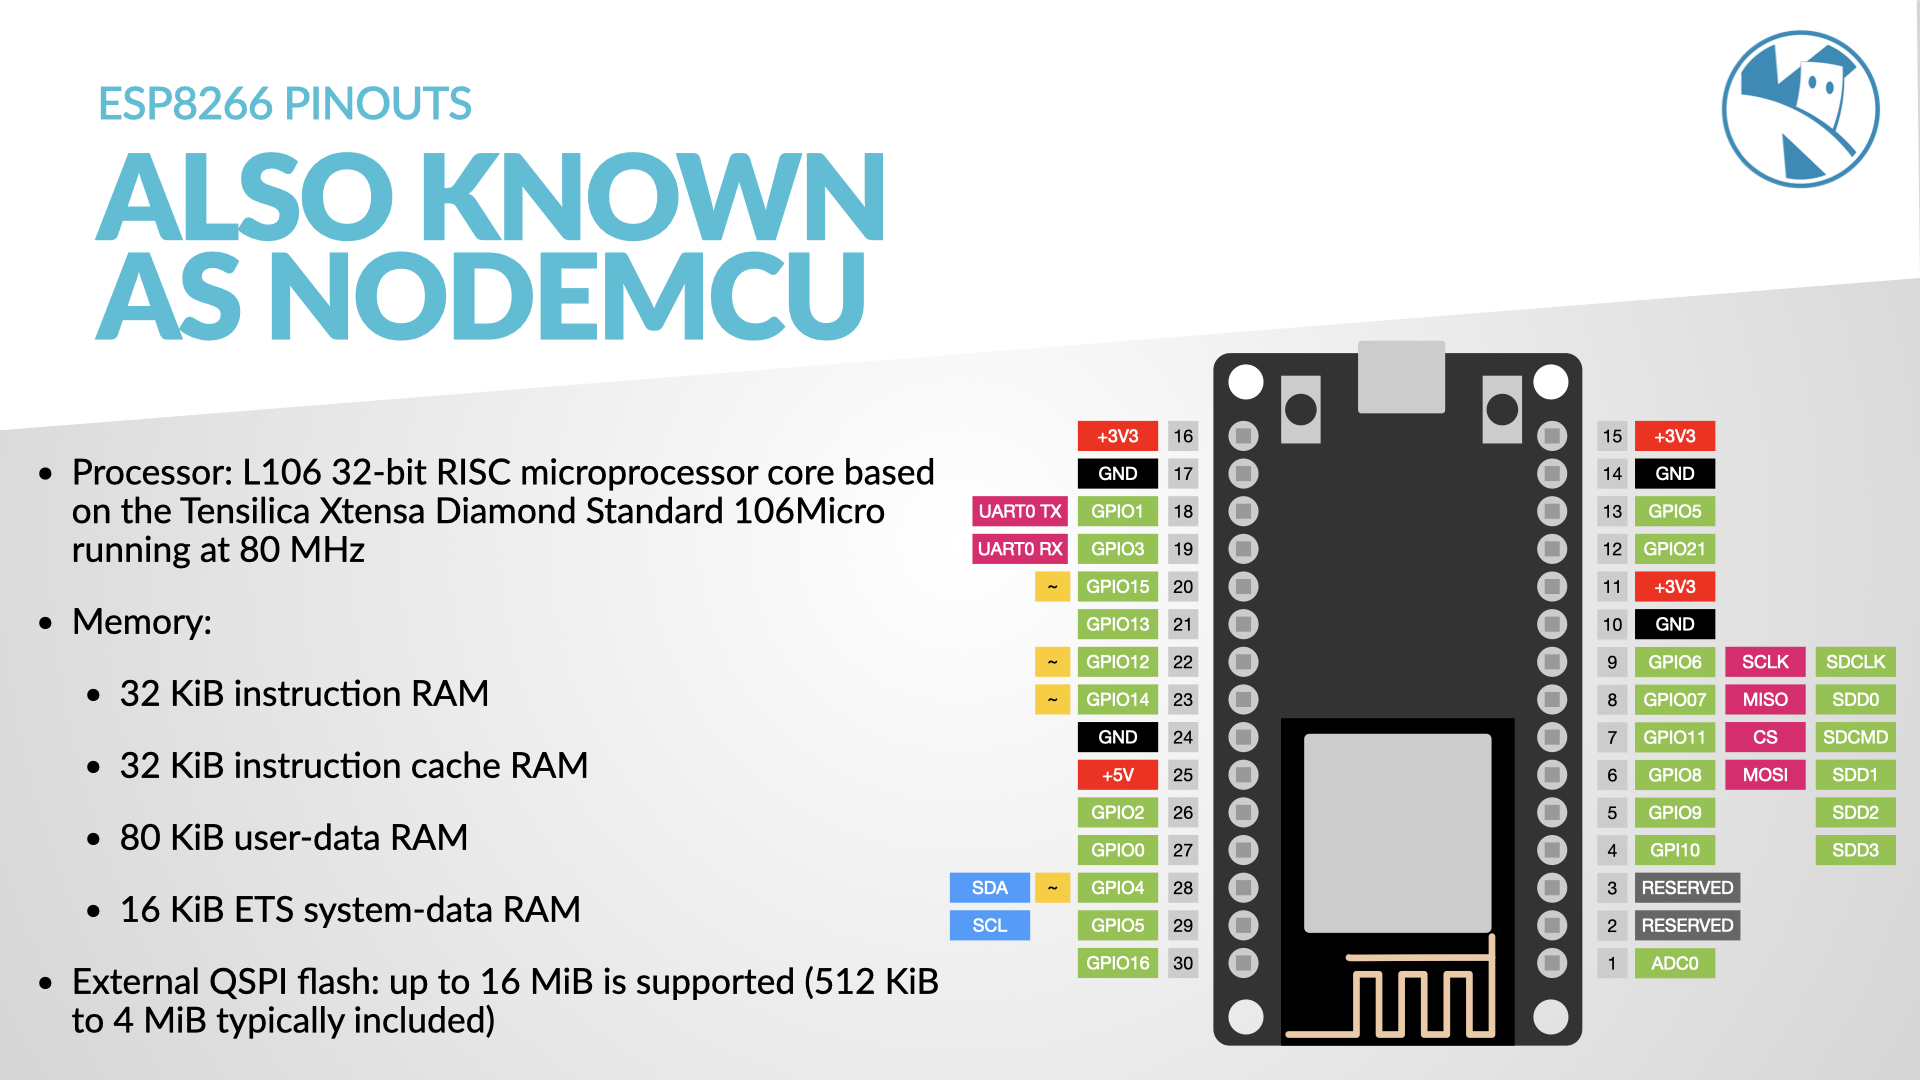 ESP8266 PINOUTS
ALSO KNOWN
AS NODEMCU
• Processor: L106 32-bit RISC microprocessor core based
on the Tensilica Xtensa Diamond Standard 106Micro
running at 80 MHz
• Memory:
• 32 KiB instruction RAM
• 32 KiB instruction cache RAM
• 80 KiB user-data RAM
• 16 KiB ETS system-data RAM
• External QSPI flash: up to 16 MiB is supported (512 KiB
to 4 MiB typically included)
+3V3 16
GND 17
UART0 TX GPIO1 18
UART0 RX GPIO3 19
~ GPIO15 20
GPIO13 21
~ GPIO12 22
~ GPIO14 23
GND 24
+5V 25
GPIO2 26
GPIO0 27
SDA ~ GPIO4 28
SCL GPIO5 29
GPIO16 30
15 +3V3
14 GND
13 GPIO5
12 GPIO21
11 +3V3
10 GND
9 GPIO6 SCLK SDCLK
8 GPIO07 MISO SDD0
7 GPIO11 CS SDCMD
6 GPIO8 MOSI SDD1
5 GPIO9 SDD2
4 GPI10 SDD3
3 RESERVED
2 RESERVED
1 ADC0